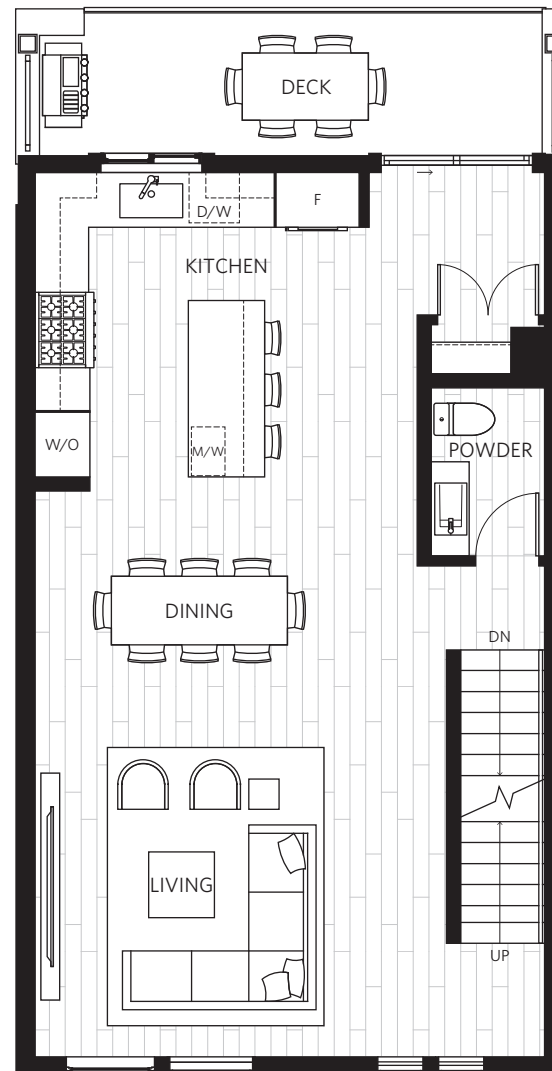 DECK
D/W
F
KITCHEN
W/O
M/W
POWDER
DINING
DN
LIVING
UP